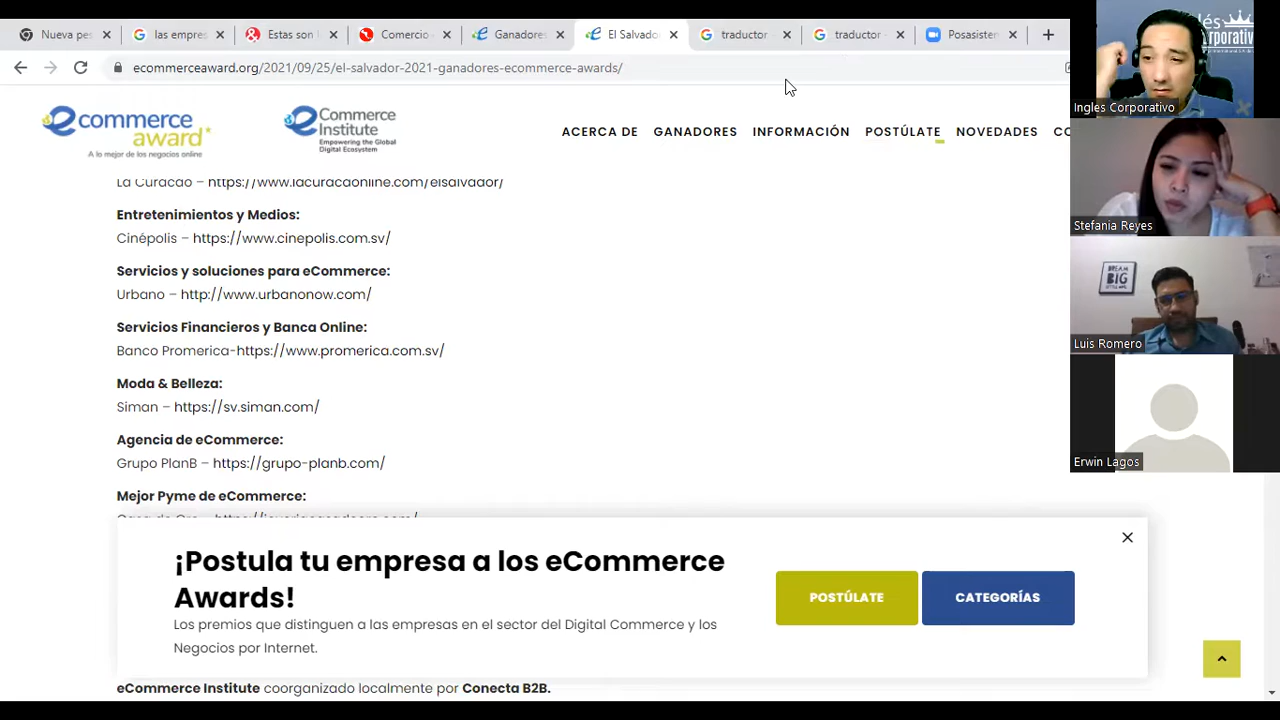 Nueva pes
las empres
Estas son
Comercio
Ganadores
El Salvador
traductor
traductor
Posasisten
ecommerceaward.org/2021/09/25/el-salvador-2021-ganadores-ecommerce-awards/
ecommerce
award
A lo mejor de los negocios online
eCommerce
Institute
Empowering the Global
Digital Ecosystem
ACERCA DE GANADORES INFORMACIÓN POSTÚLATE NOVEDADES CO
La Curacao – https://www.lacuracaonline.com/elsalvador/
Entretenimientos y Medios:
Cinépolis – https://www.cinepolis.com.sv/
Servicios y soluciones para eCommerce:
Urbano – http://www.urbanonow.com/
Servicios Financieros y Banca Online:
Banco Promerica-https://www.promerica.com.sv/
Moda & Belleza:
Siman – https://sv.siman.com/
Agencia de eCommerce:
Grupo PlanB – https://grupo-planb.com/
Mejor Pyme de eCommerce:
¡Postula tu empresa a los eCommerce
Awards!
Los premios que distinguen a las empresas en el sector del Digital Commerce y los
Negocios por Internet.
POSTÚLATE
CATEGORÍAS
eCommerce Institute coorganizado localmente por Conecta B2B.
Ingles Corporativo
Stefania Reyes
DREAM
BIG
Luis Romero
Erwin Lagos